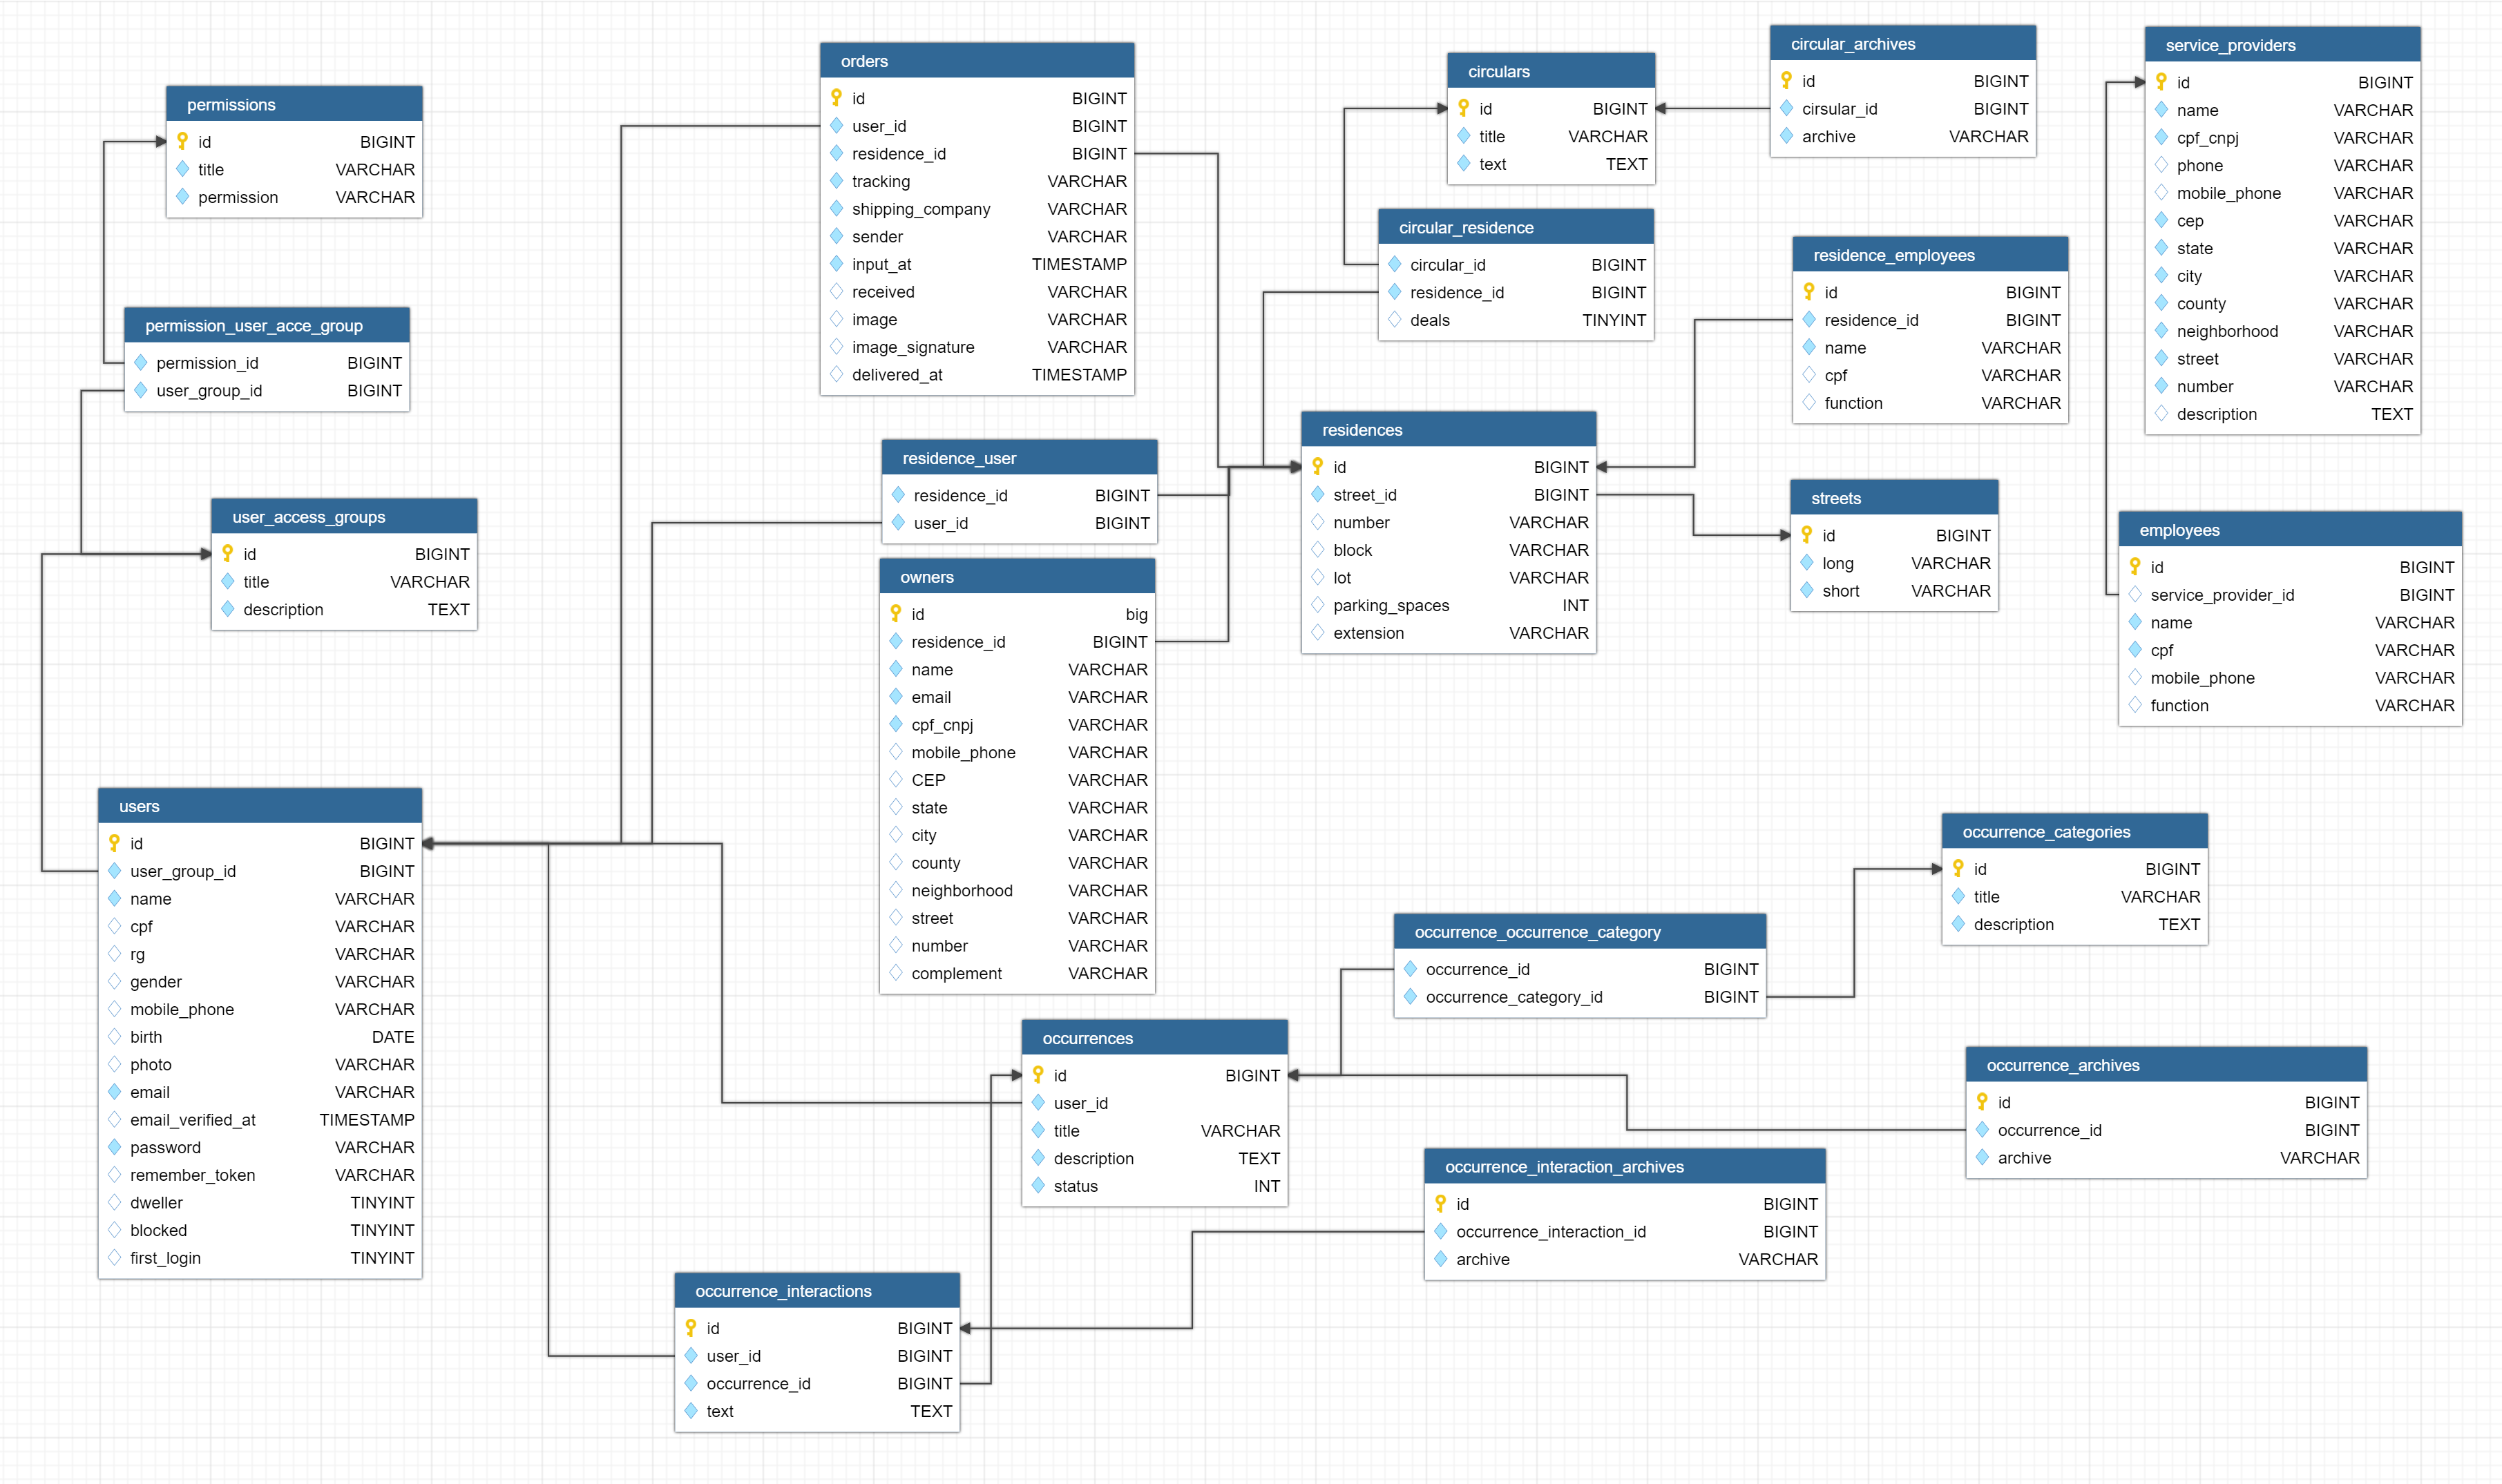 permissions
id BIGINT
title VARCHAR
permission VARCHAR
permission_user_acce_group
permission_id BIGINT
user_group_id BIGINT
user_access_groups
id BIGINT
title VARCHAR
description TEXT
users
id BIGINT
user_group_id BIGINT
name VARCHAR
cpf VARCHAR
rg VARCHAR
gender VARCHAR
mobile_phone VARCHAR
birth DATE
photo VARCHAR
email VARCHAR
email_verified_at TIMESTAMP
password VARCHAR
remember_token VARCHAR
dweller TINYINT
blocked TINYINT
first_login TINYINT
orders
id BIGINT
user_id BIGINT
residence_id BIGINT
tracking VARCHAR
shipping_company VARCHAR
sender VARCHAR
input_at TIMESTAMP
received VARCHAR
image VARCHAR
image_signature VARCHAR
delivered_at TIMESTAMP
residence_user
residence_id BIGINT
user_id BIGINT
owners
id big
residence_id BIGINT
name VARCHAR
email VARCHAR
cpf_cnpj VARCHAR
mobile_phone VARCHAR
CEP VARCHAR
state VARCHAR
city VARCHAR
county VARCHAR
neighborhood VARCHAR
street VARCHAR
number VARCHAR
complement VARCHAR
occurrences
id BIGINT
user_id
title VARCHAR
description TEXT
status INT
occurrence_interactions
id BIGINT
user_id BIGINT
occurrence_id BIGINT
text TEXT
circulars
id BIGINT
title VARCHAR
text TEXT
circular_residence
circular_id BIGINT
residence_id BIGINT
deals TINYINT
residences
id BIGINT
street_id BIGINT
number VARCHAR
block VARCHAR
lot VARCHAR
parking_spaces INT
extension VARCHAR
occurrence_occurrence_category
occurrence_id BIGINT
occurrence_category_id BIGINT
occurrence_interaction_archives
id BIGINT
occurrence_interaction_id BIGINT
archive VARCHAR
circular_archives
id BIGINT
cirsular_id BIGINT
archive VARCHAR
residence_employees
id BIGINT
residence_id BIGINT
name VARCHAR
cpf VARCHAR
function VARCHAR
streets
id BIGINT
long VARCHAR
short VARCHAR
occurrence_categories
id BIGINT
title VARCHAR
description TEXT
occurrence_archives
id BIGINT
occurrence_id BIGINT
archive VARCHAR
service_providers
id BIGINT
name VARCHAR
cpf_cnpj VARCHAR
phone VARCHAR
mobile_phone VARCHAR
cep VARCHAR
state VARCHAR
city VARCHAR
county VARCHAR
neighborhood VARCHAR
street VARCHAR
number VARCHAR
description TEXT
employees
id BIGINT
service_provider_id BIGINT
name VARCHAR
cpf VARCHAR
mobile_phone VARCHAR
function VARCHAR